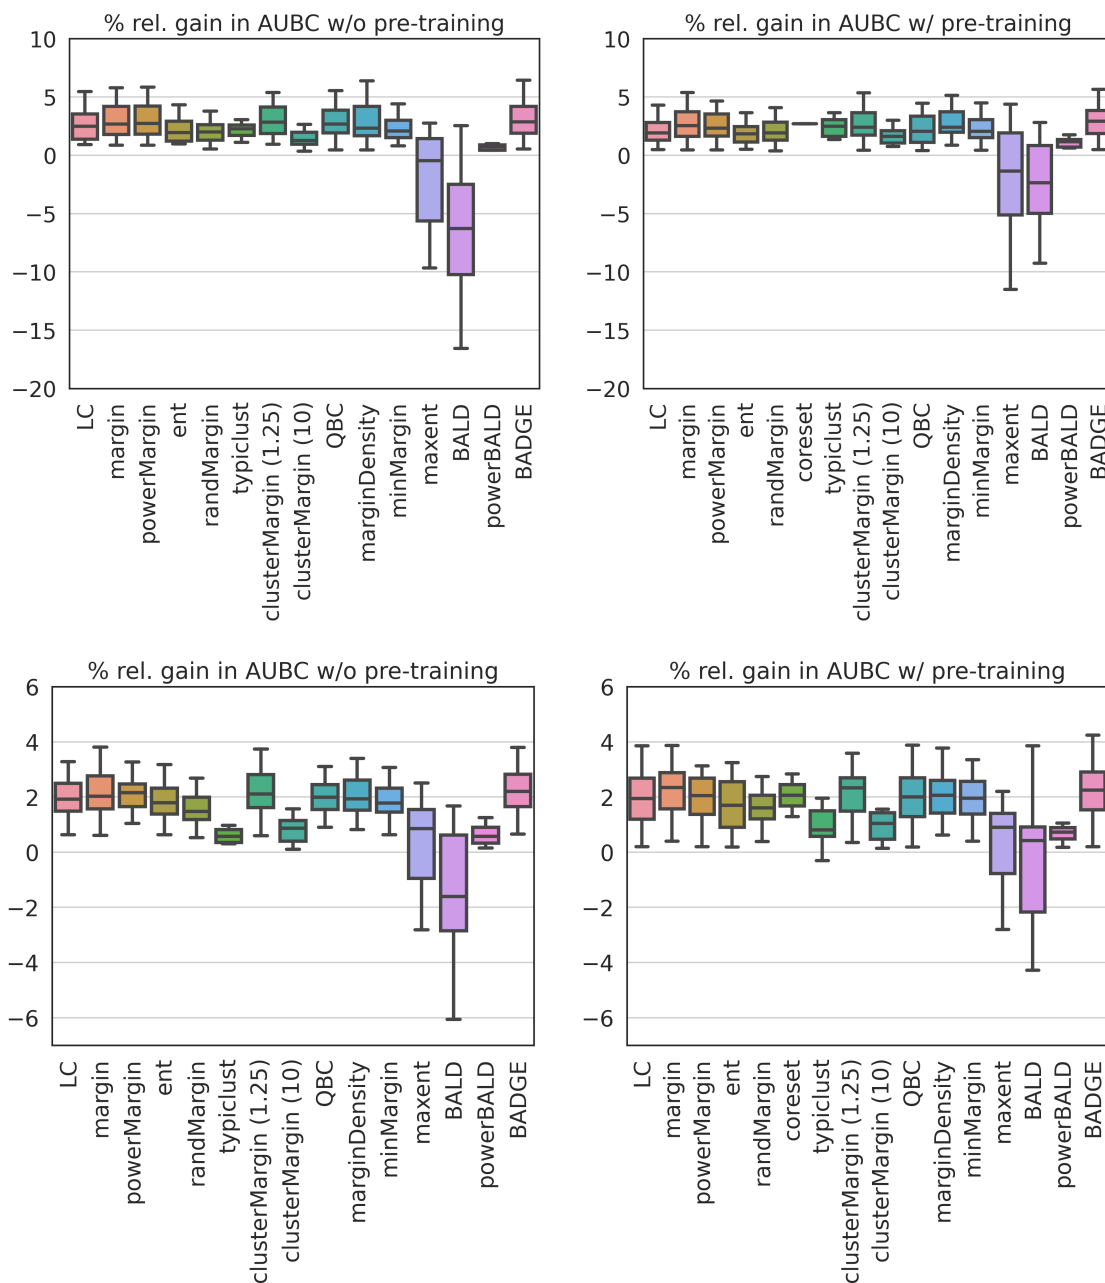 % rel. gain in AUBC w/o pre-training
10
5
0
−5
−10
−15
−20
LC
margin
powerMargin
ent
randMargin
typiclust
clusterMargin (1.25)
clusterMargin (10)
QBC
marginDensity
minMargin
maxent
BALD
powerBALD
BADGE
% rel. gain in AUBC w/ pre-training
10
5
0
−5
−10
−15
−20
LC
margin
powerMargin
ent
randMargin
coreset
typiclust
clusterMargin (1.25)
clusterMargin (10)
QBC
marginDensity
minMargin
maxent
BALD
powerBALD
BADGE
% rel. gain in AUBC w/o pre-training
6
4
2
0
−2
−4
−6
LC
margin
powerMargin
ent
randMargin
typiclust
clusterMargin (1.25)
clusterMargin (10)
QBC
marginDensity
minMargin
maxent
BALD
powerBALD
BADGE
% rel. gain in AUBC w/ pre-training
6
4
2
0
−2
−4
−6
LC
margin
powerMargin
ent
randMargin
coreset
typiclust
clusterMargin (1.25)
clusterMargin (10)
QBC
marginDensity
minMargin
maxent
BALD
powerBALD
BADGE